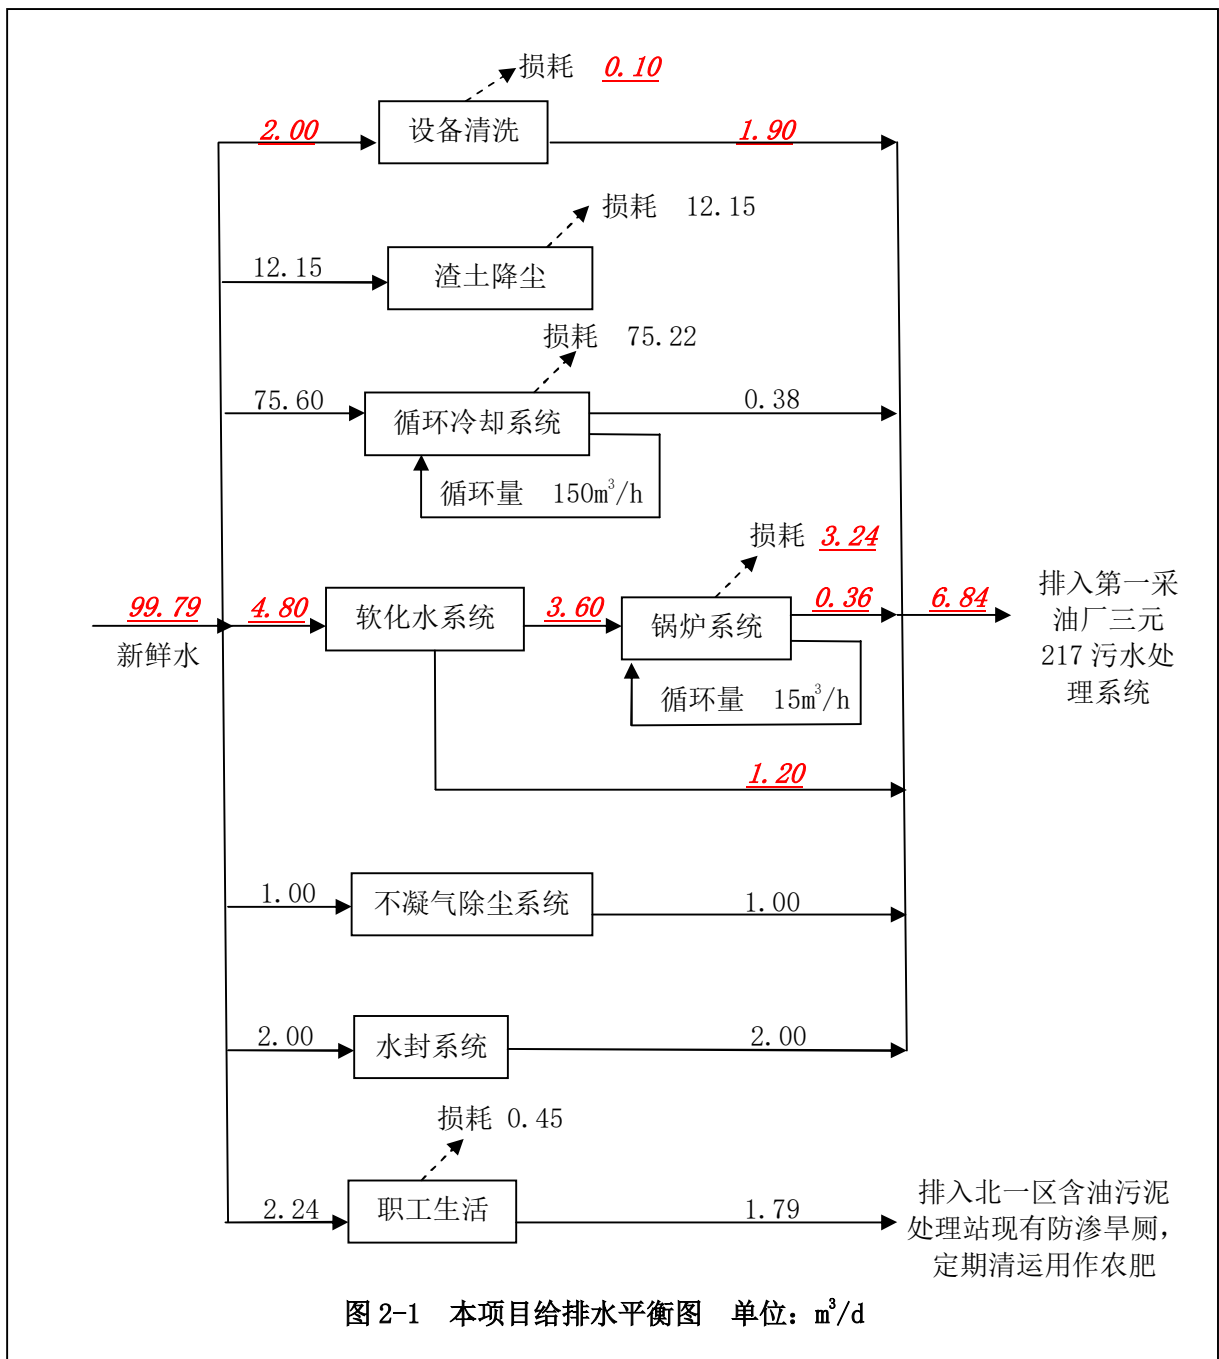 损耗 0.10
2.00 设备清洗 1.90
损耗 12.15
12.15 渣土降尘
损耗 75.22
75.60 循环冷却系统 0.38
循环量 150m³/h
损耗 3.24
99.79 4.80 软化水系统 3.60 锅炉系统 0.36 6.84
新鲜水
循环量 15m³/h
排入第一采
油厂三元
217 污水处
理系统
1.20
1.00 不凝气除尘系统 1.00
2.00 水封系统 2.00
损耗 0.45
2.24 职工生活 1.79
排入北一区含油污泥
处理站现有防渗旱厕，
定期清运用作农肥
图 2-1 本项目给排水平衡图 单位：m³/d